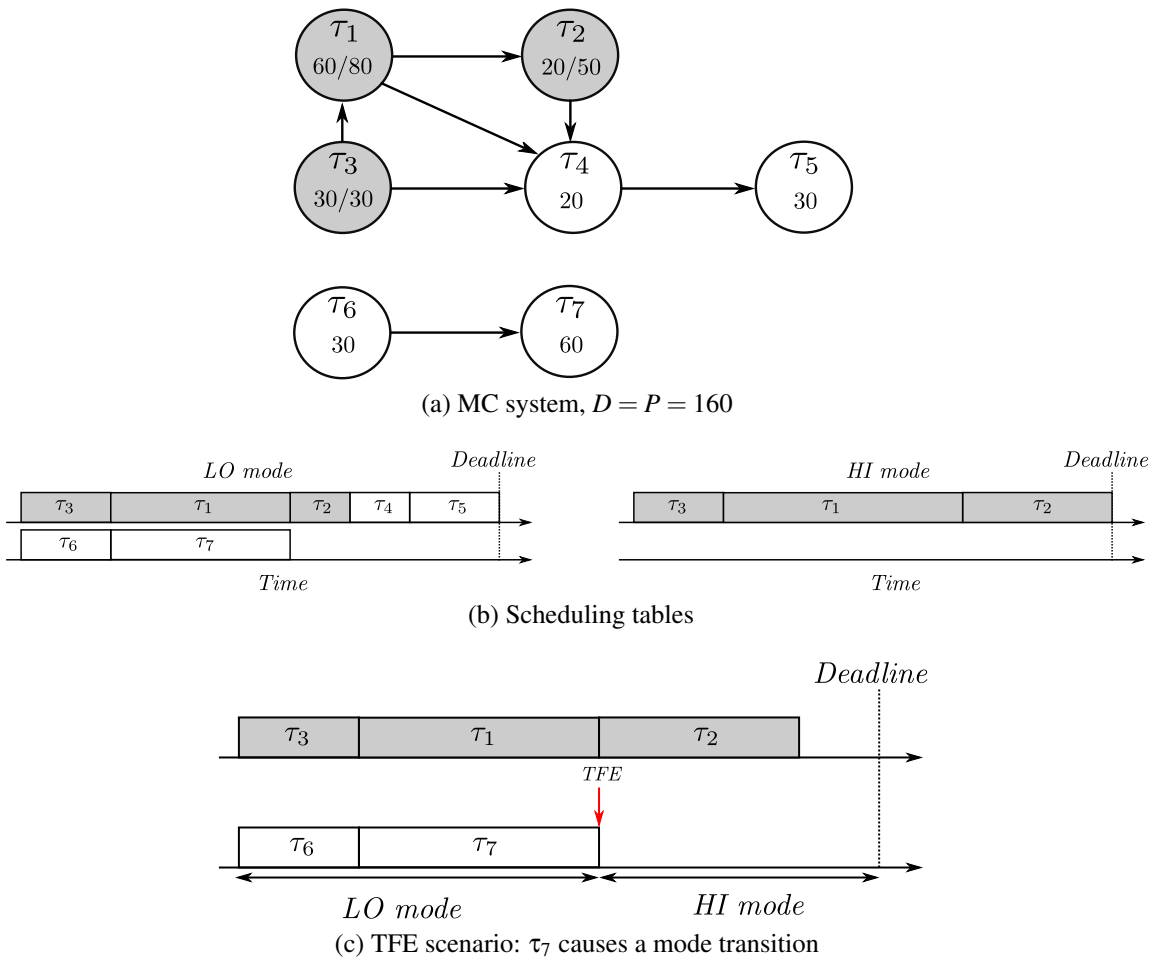 τ1 τ2
60/80 20/50
τ3 τ4 τ5
30/30 20 30
τ6 τ7
30 60
(a) MC system, D = P = 160
LO mode Deadline HI mode Deadline
τ3 τ1 τ2 τ4 τ5 τ3 τ1 τ2
τ6 τ7
Time Time
(b) Scheduling tables
Deadline
τ3 τ1 τ2
TFE
τ6 τ7
LO mode HI mode
(c) TFE scenario: τ7 causes a mode transition